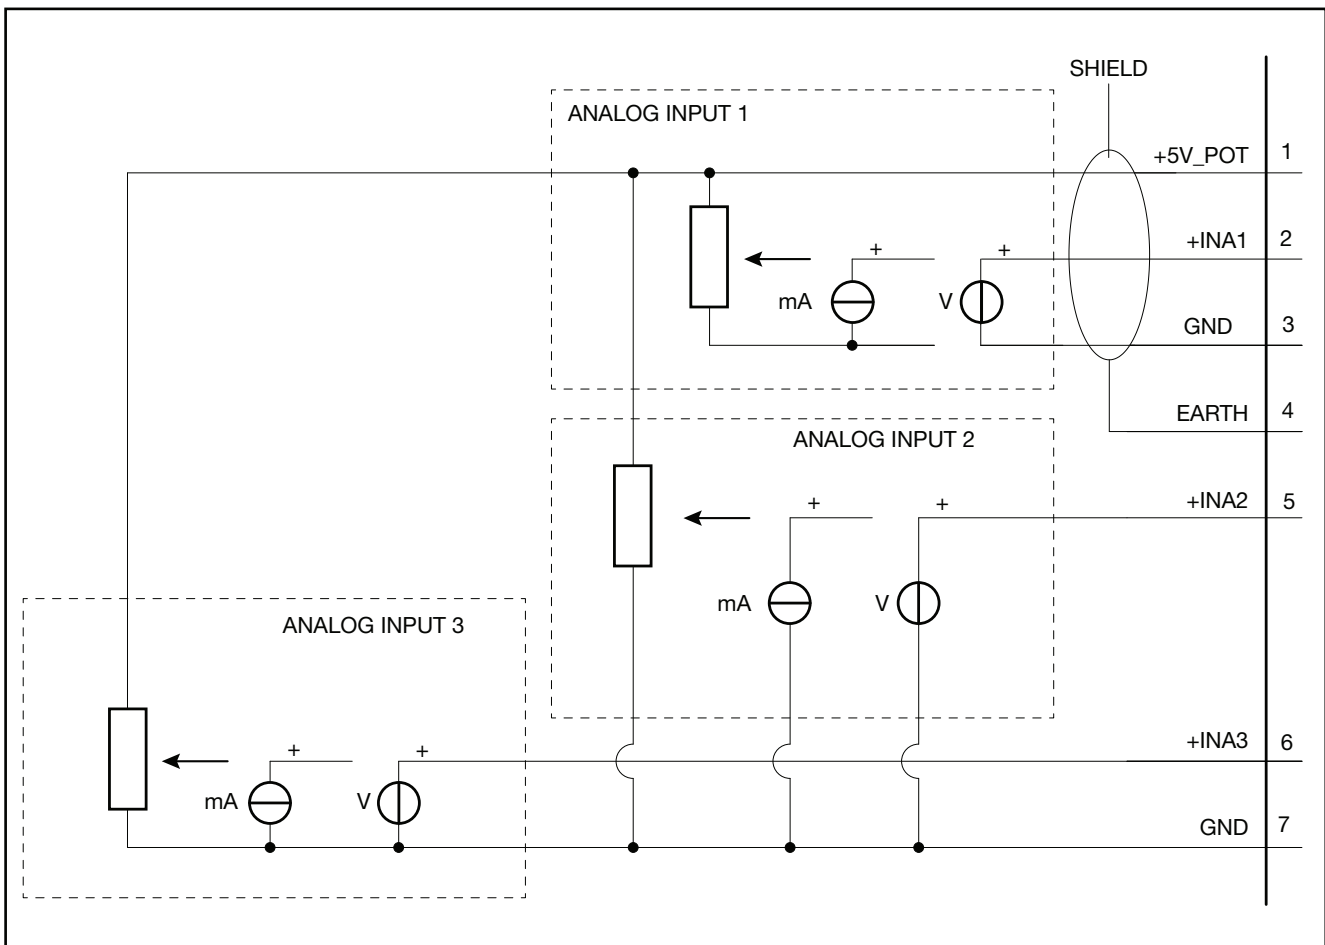 SHIELD
ANALOG INPUT 1
+5V_POT 1
+INA1 2
+ +
mA V
GND 3
EARTH 4
ANALOG INPUT 2
+INA2 5
+ +
mA V
ANALOG INPUT 3
+INA3 6
+ +
mA V
GND 7